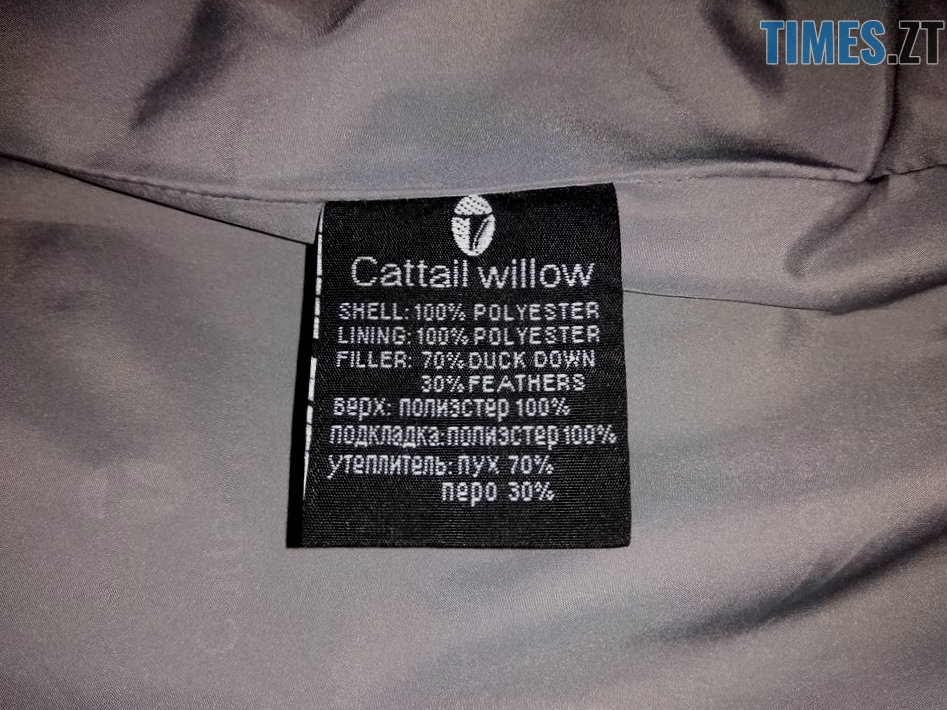 TIMES.ZT
Cattail willow
SHELL: 100% POLYESTER
LINING: 100% POLYESTER
FILLER: 70% DUCK DOWN
30% FEATHERS
верх: полиэстер 100%
подкладка: полиэстер 100%
утеплитель: пух 70%
перо 30%